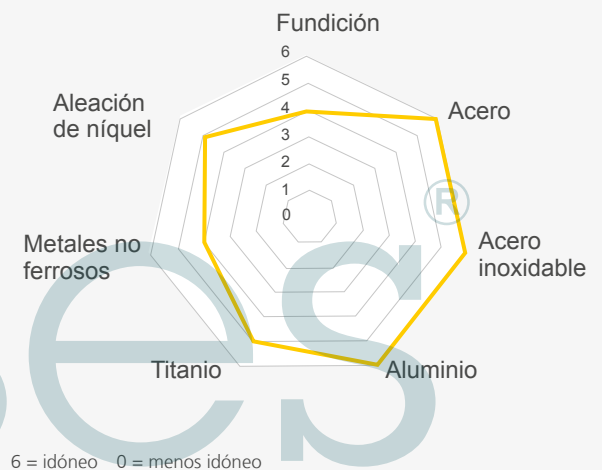 Fundición
6
5
4
3
2
1
0
Aleación
de níquel
Acero
®
Metales no
ferrosos
Acero
inoxidable
Titanio
Aluminio
es
6 = idóneo 0 = menos idóneo